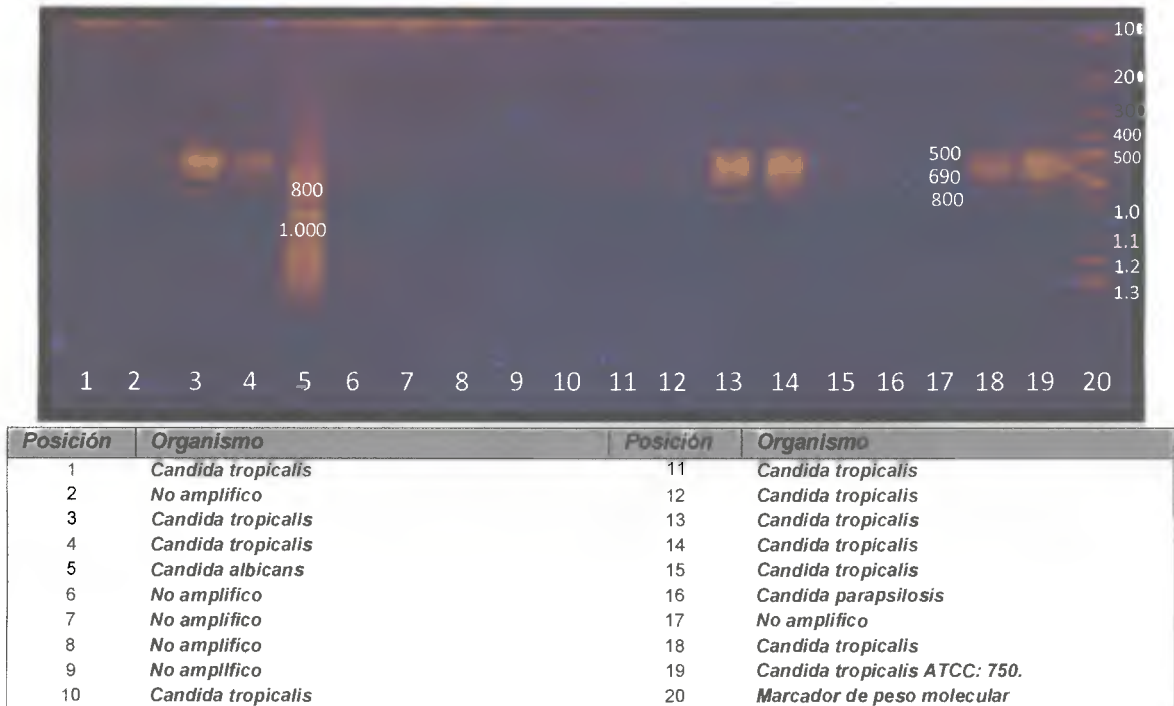 10
20
300
400
500
500
690
800
1.0
1.1
1.2
1.3
800
1.000
1 2 3 4 5 6 7 8 9 10 11 12 13 14 15 16 17 18 19 20
Posición Organismo Posición Organismo
1 Candida tropicalis 11 Candida tropicalis
2 No amplifico 12 Candida tropicalis
3 Candida tropicalis 13 Candida tropicalis
4 Candida tropicalis 14 Candida tropicalis
5 Candida albicans 15 Candida tropicalis
6 No amplifico 16 Candida parapsilosis
7 No amplifico 17 No amplifico
8 No amplifico 18 Candida tropicalis
9 No amplifico 19 Candida tropicalis ATCC: 750.
10 Candida tropicalis 20 Marcador de peso molecular